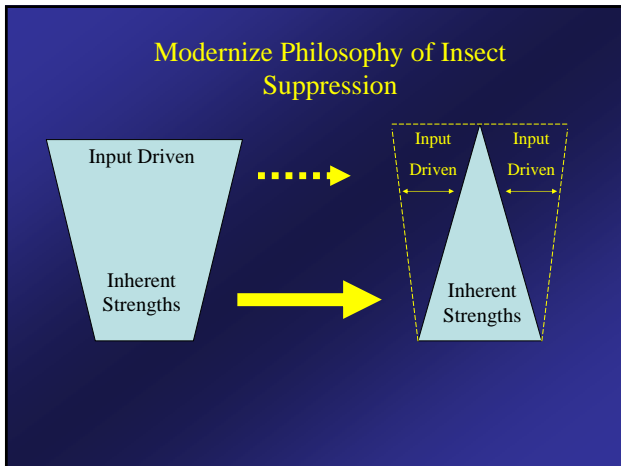 Modernize Philosophy of Insect
Suppression
Input Driven
Inherent
Strengths
Input
Driven
Input
Driven
Inherent
Strengths